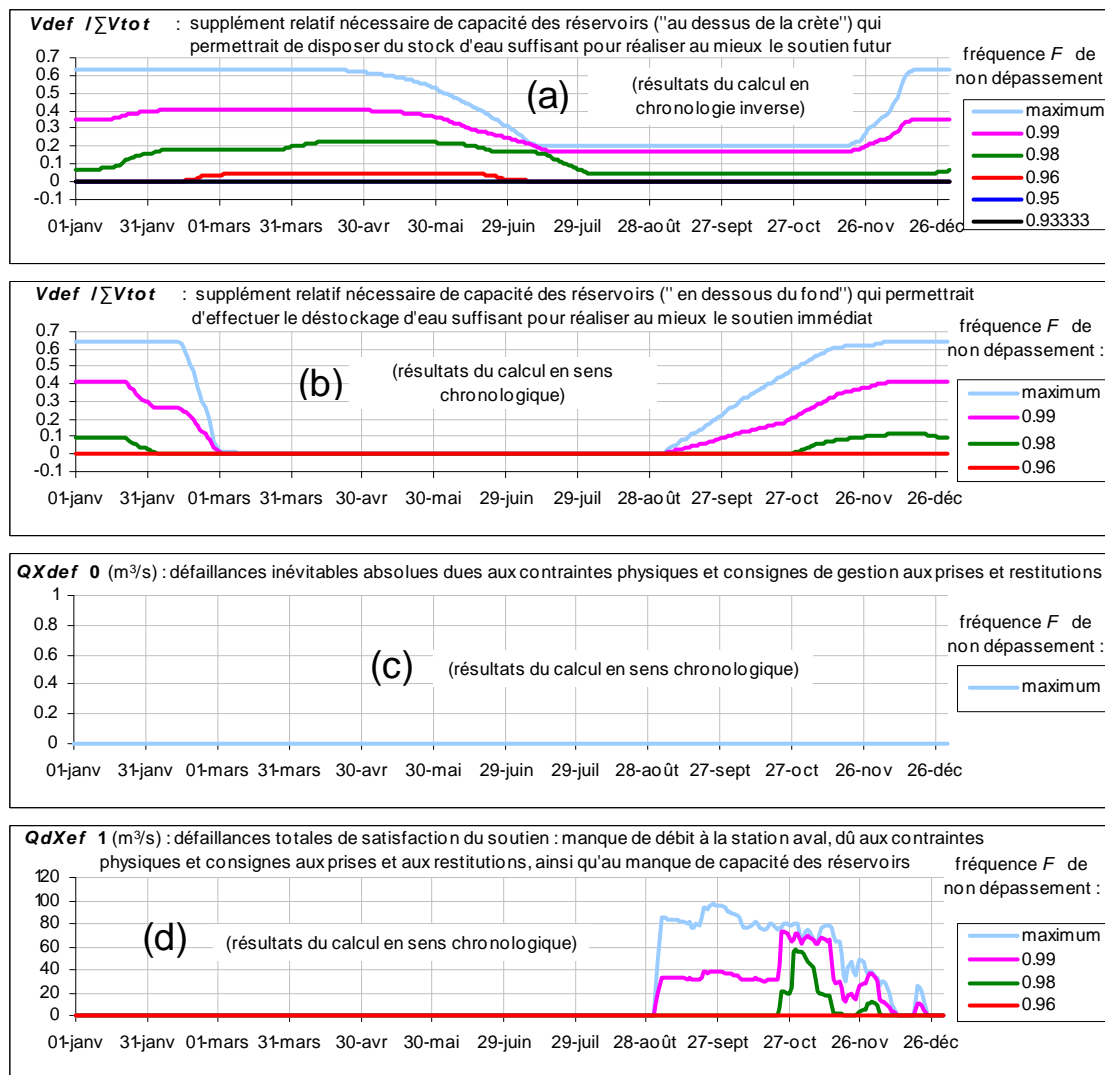 Vdef /∑Vtot : supplément relatif nécessaire de capacité des réservoirs ("au dessus de la crète") qui
permettrait de disposer du stock d'eau suffisant pour réaliser au mieux le soutien futur
fréquence F de
non dépassement
(a)
(résultats du calcul en
chronologie inverse)
0.7
0.6
0.5
0.4
0.3
0.2
0.1
0
-0.1
01-janv 31-janv 01-mars 31-mars 30-avr 30-mai 29-juin 29-juil 28-août 27-sept 27-oct 26-nov 26-déc
maximum
0.99
0.98
0.96
0.95
0.93333
Vdef /∑Vtot : supplément relatif nécessaire de capacité des réservoirs (" en dessous du fond") qui permettrait
d'effectuer le déstockage d'eau suffisant pour réaliser au mieux le soutien immédiat
fréquence F de
non dépassement :
(b)
(résultats du calcul en sens
chronologique)
0.7
0.6
0.5
0.4
0.3
0.2
0.1
0
-0.1
01-janv 31-janv 01-mars 31-mars 30-avr 30-mai 29-juin 29-juil 28-août 27-sept 27-oct 26-nov 26-déc
maximum
0.99
0.98
0.96
QXdef 0 (m³/s) : défaillances inévitables absolues dues aux contraintes physiques et consignes de gestion aux prises et restitutions
fréquence F de
non dépassement :
(c)
(résultats du calcul en sens chronologique)
1
0.8
0.6
0.4
0.2
0
01-janv 31-janv 01-mars 31-mars 30-avr 30-mai 29-juin 29-juil 28-août 27-sept 27-oct 26-nov 26-déc
maximum
QdXef 1 (m³/s) : défaillances totales de satisfaction du soutien : manque de débit à la station aval, dû aux contraintes
physiques et consignes aux prises et aux restitutions, ainsi qu'au manque de capacité des réservoirs
fréquence F de
non dépassement :
(d)
(résultats du calcul en sens chronologique)
120
100
80
60
40
20
0
01-janv 31-janv 01-mars 31-mars 30-avr 30-mai 29-juin 29-juil 28-août 27-sept 27-oct 26-nov 26-déc
maximum
0.99
0.98
0.96